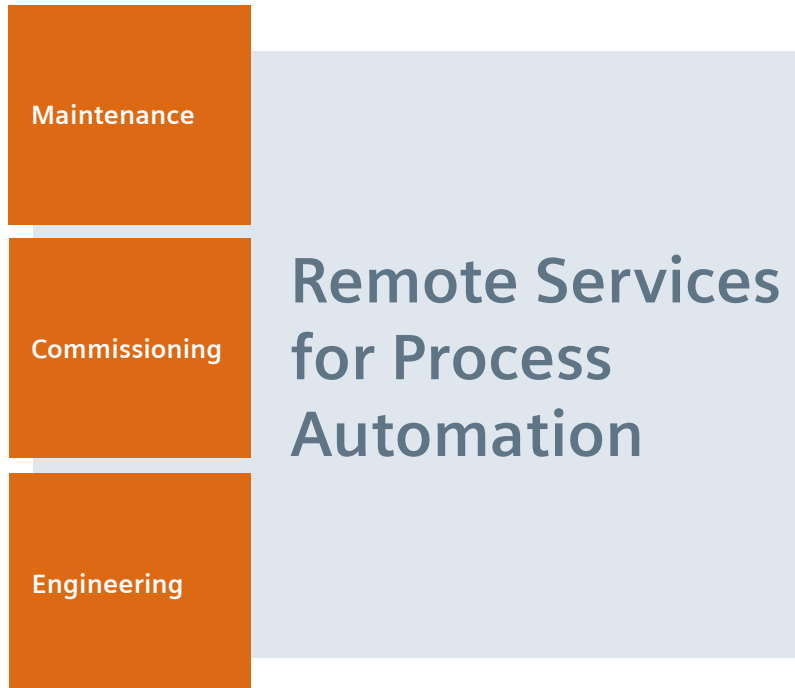 Maintenance
Commissioning
Engineering
Remote Services
for Process
Automation